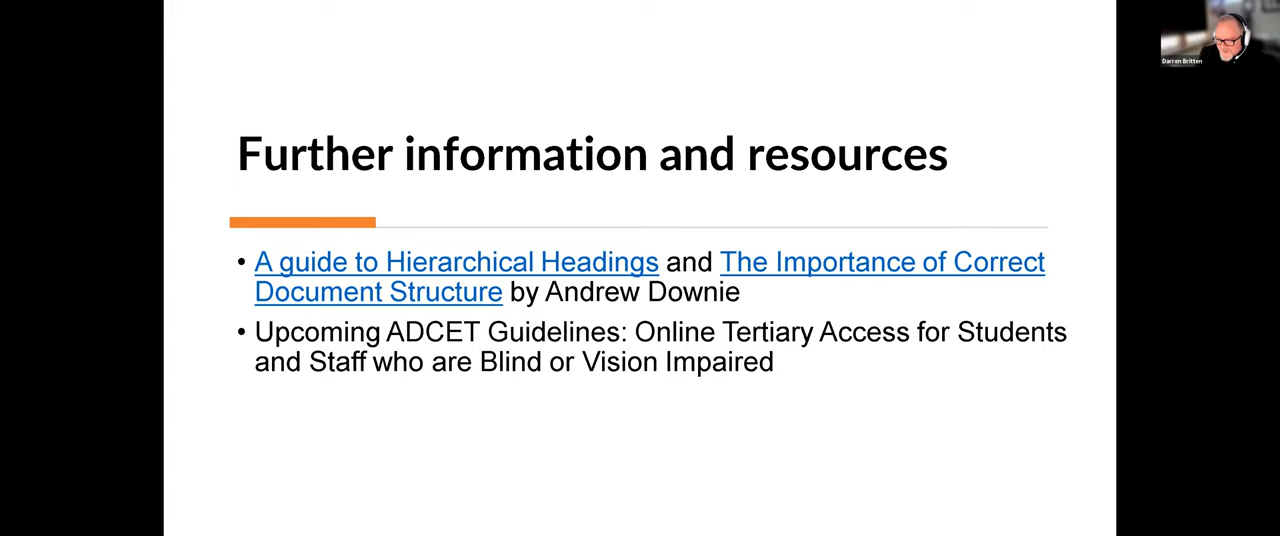 Darren Britten
Further information and resources
• A guide to Hierarchical Headings and The Importance of Correct
Document Structure by Andrew Downie
• Upcoming ADCET Guidelines: Online Tertiary Access for Students
and Staff who are Blind or Vision Impaired